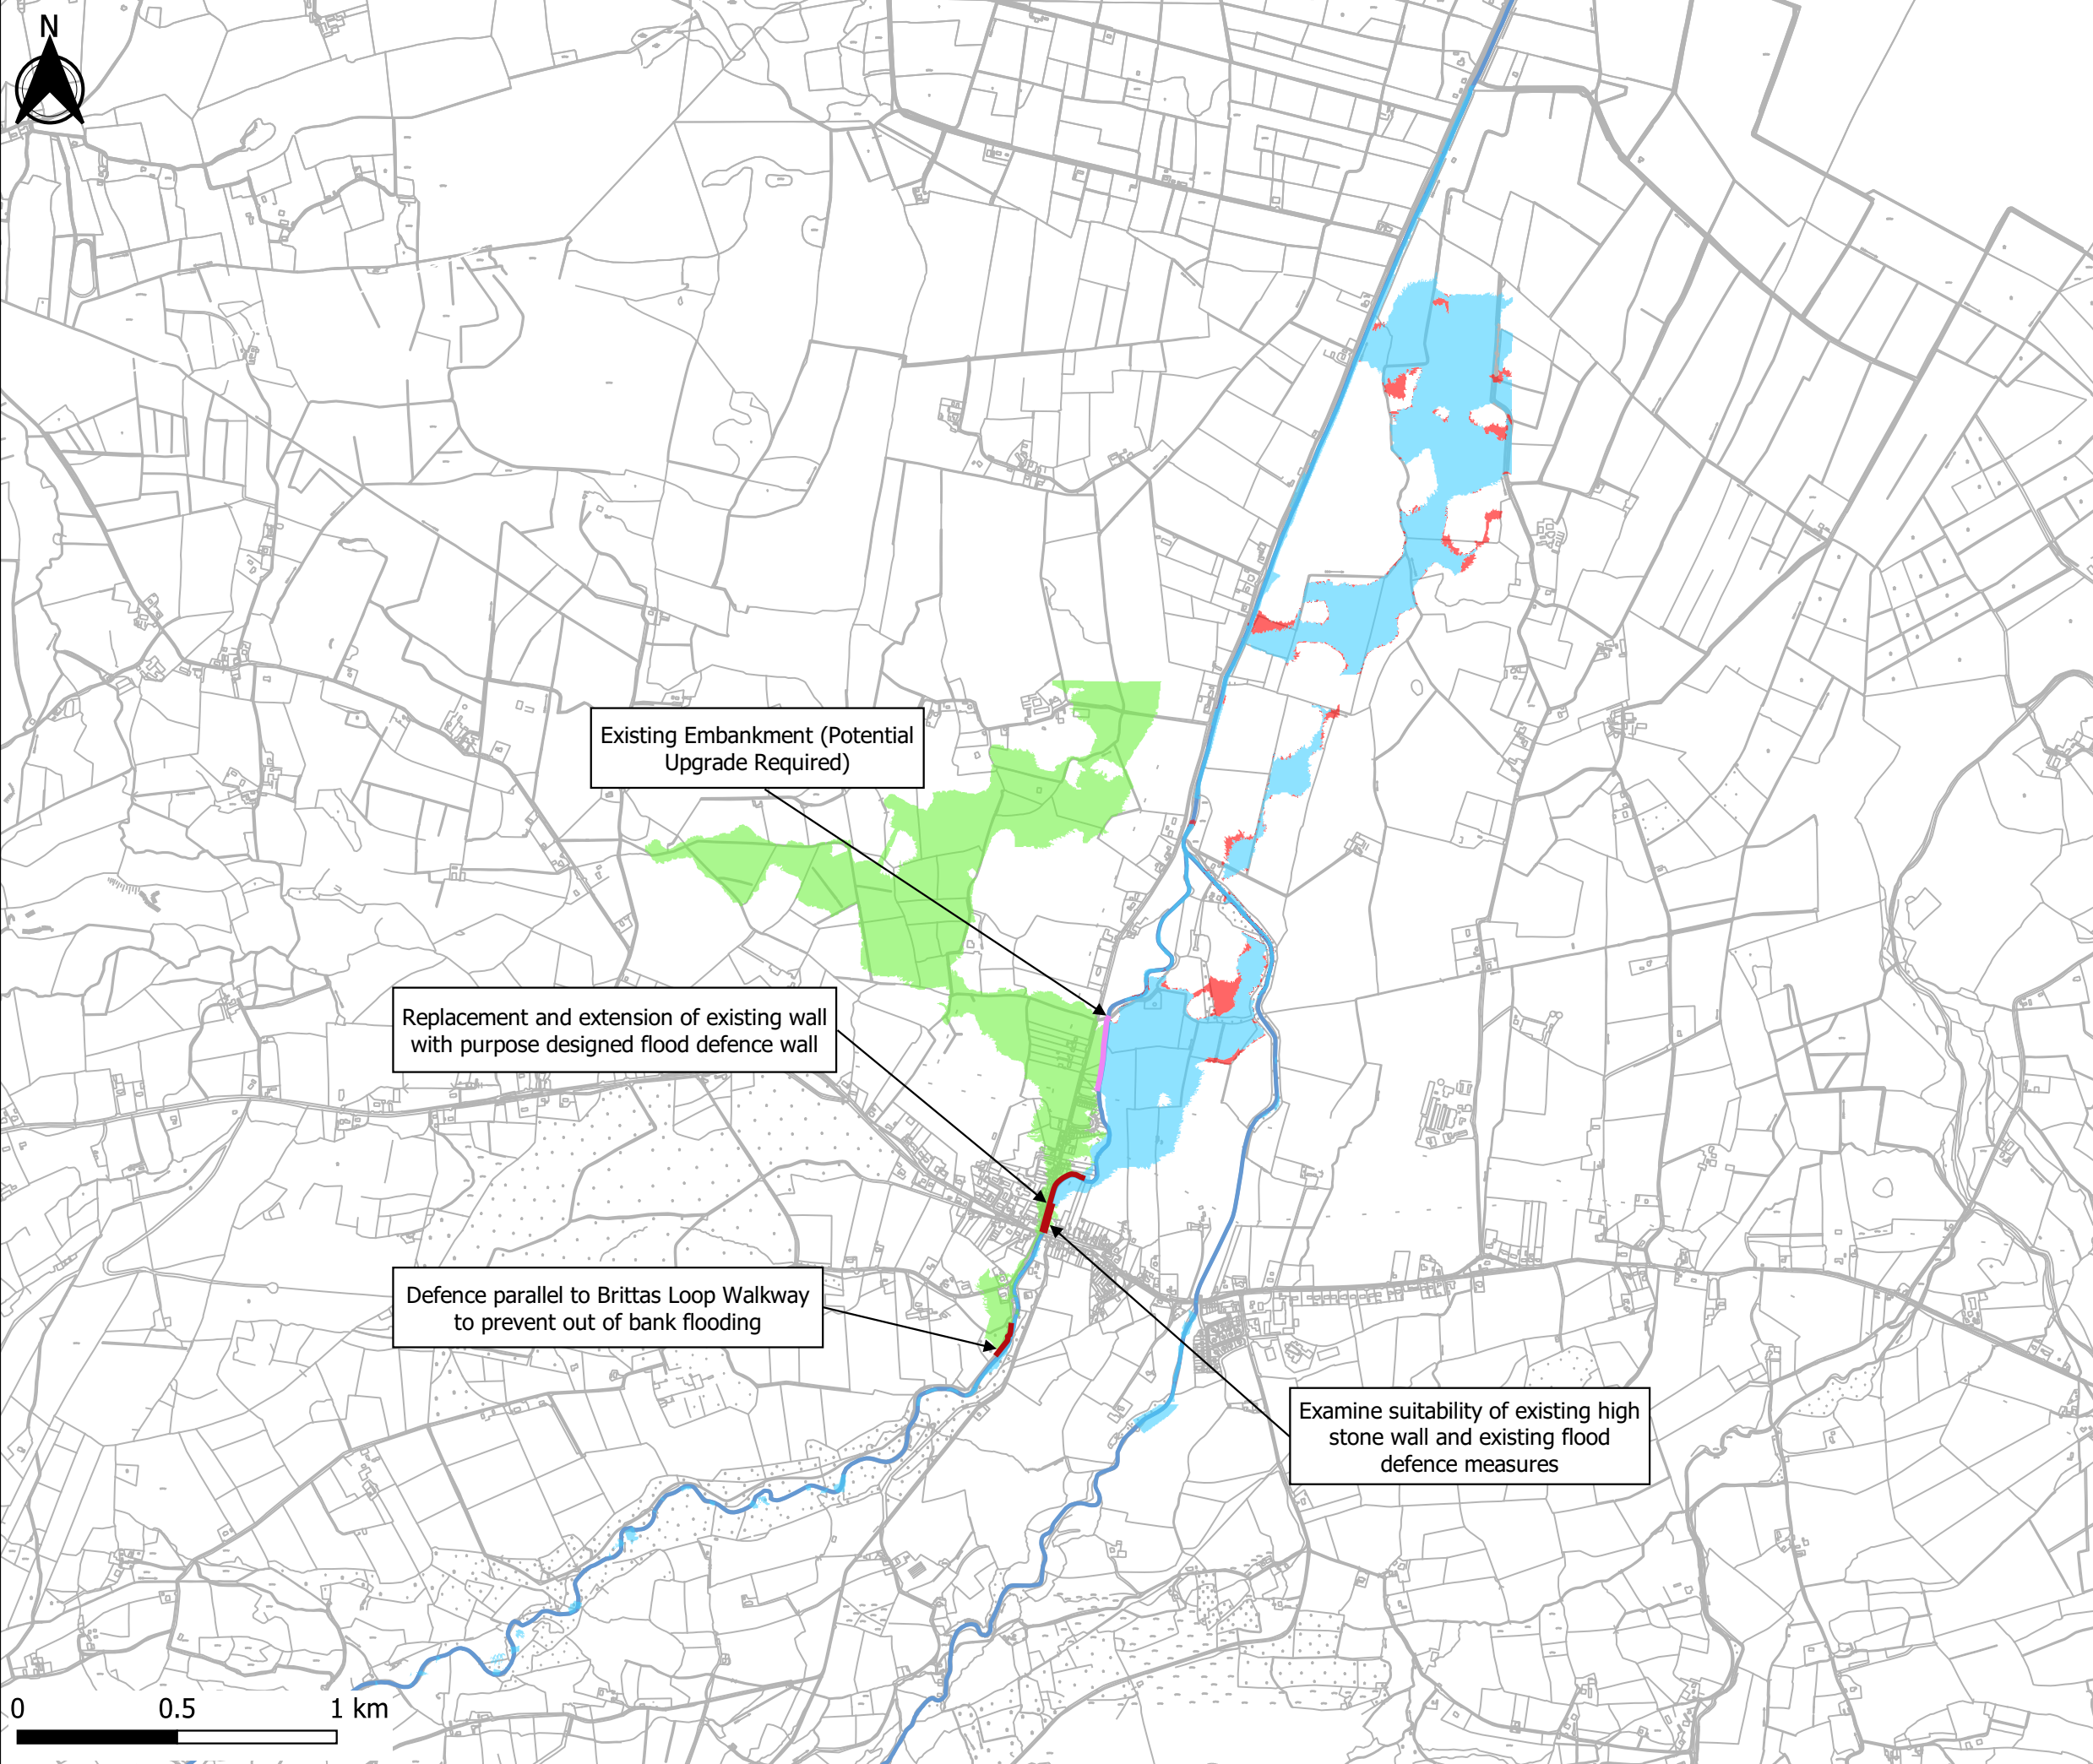 N
Existing Embankment (Potential
Upgrade Required)
Replacement and extension of existing wall
with purpose designed flood defence wall
Defence parallel to Brittas Loop Walkway
to prevent out of bank flooding
Examine suitability of existing high
stone wall and existing flood
defence measures
0 0.5 1 km